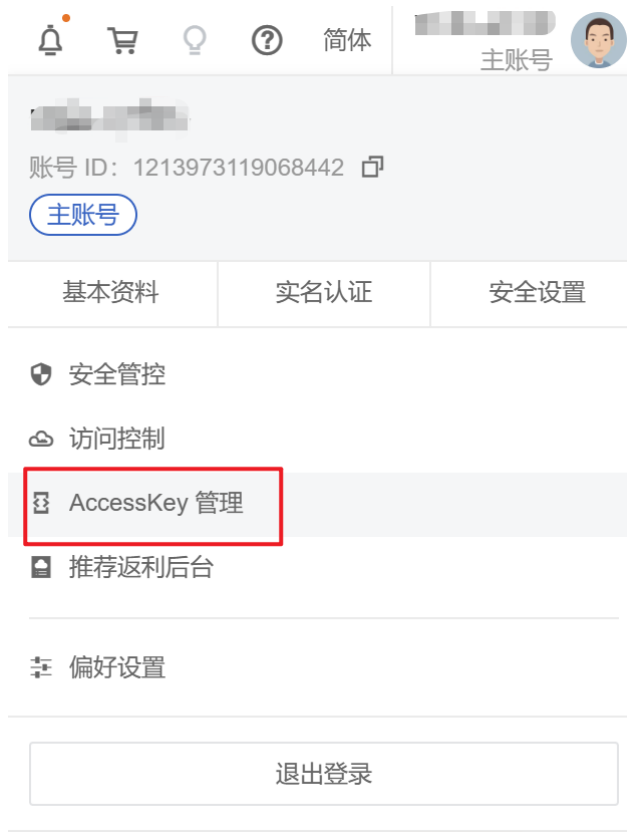 简体
主账号
账号 ID：1213973119068442
主账号
基本资料 实名认证 安全设置
安全管控
访问控制
AccessKey 管理
推荐返利后台
偏好设置
退出登录